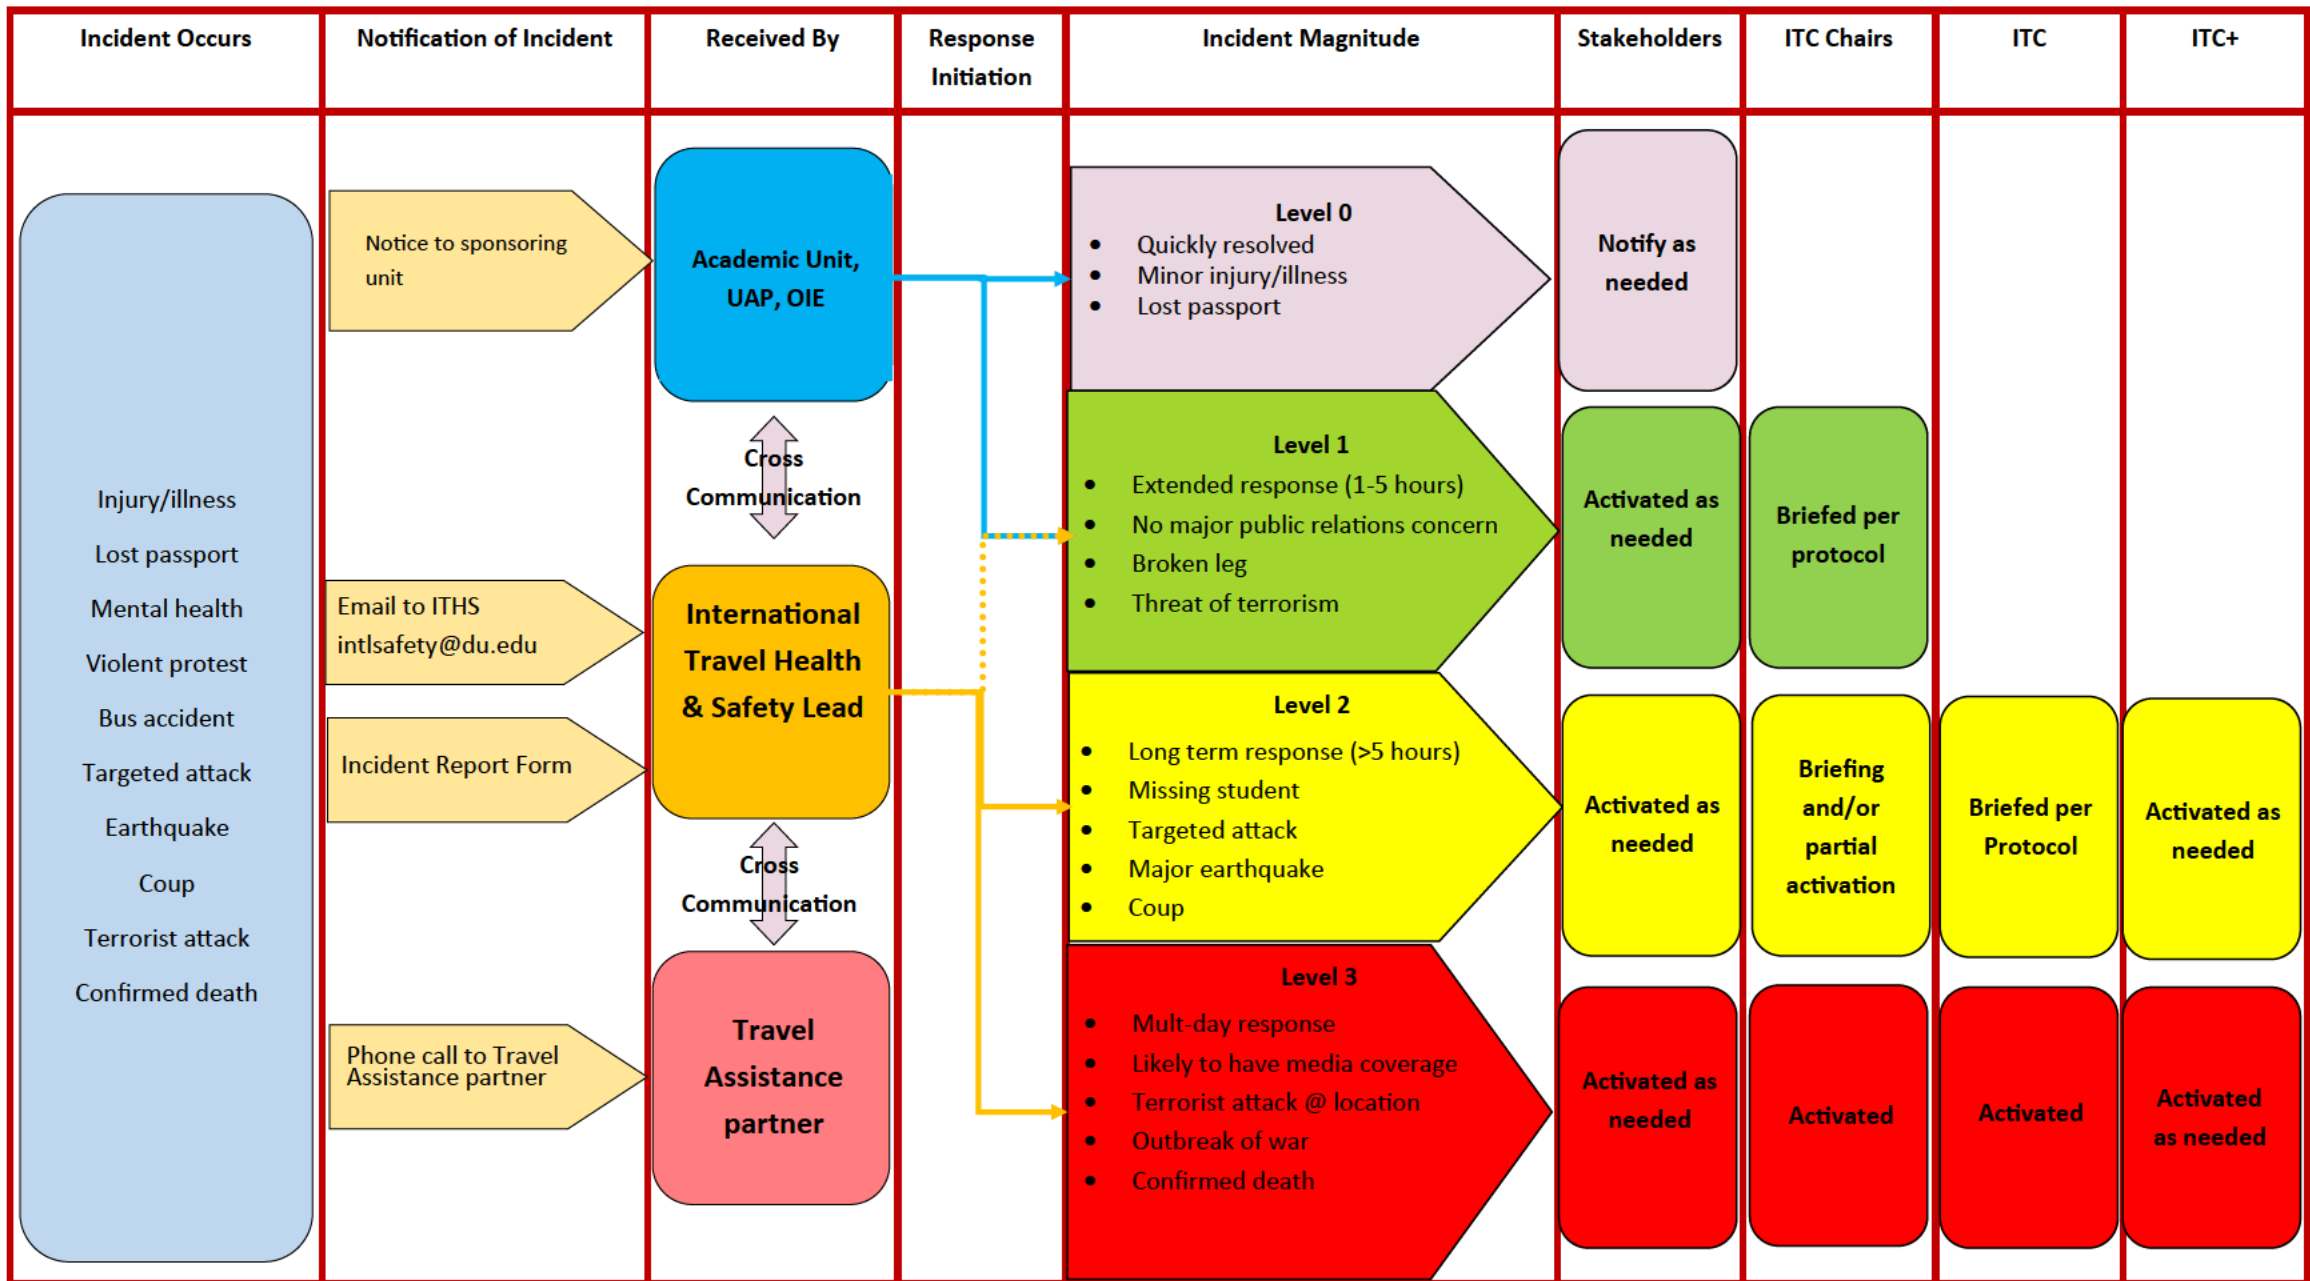 Incident Occurs
Notification of Incident
Received By
Response
Initiation
Incident Magnitude
Stakeholders
ITC Chairs
ITC
ITC+
Injury/illness
Lost passport
Mental health
Violent protest
Bus accident
Targeted attack
Earthquake
Coup
Terrorist attack
Confirmed death
Notice to sponsoring
unit
Email to ITHS
intlsafety@du.edu
Incident Report Form
Phone call to Travel
Assistance partner
Academic Unit,
UAP, OIE
Cross
Communication
International
Travel Health
& Safety Lead
Cross
Communication
Travel
Assistance
partner
Level 0
• Quickly resolved
• Minor injury/illness
• Lost passport
Notify as
needed
Level 1
• Extended response (1-5 hours)
• No major public relations concern
• Broken leg
• Threat of terrorism
Activated as
needed
Briefed per
protocol
Level 2
• Long term response (>5 hours)
• Missing student
• Targeted attack
• Major earthquake
• Coup
Activated as
needed
Briefing
and/or
partial
activation
Briefed per
Protocol
Activated as
needed
Level 3
• Mult-day response
• Likely to have media coverage
• Terrorist attack @ location
• Outbreak of war
• Confirmed death
Activated as
needed
Activated
Activated
Activated
as needed